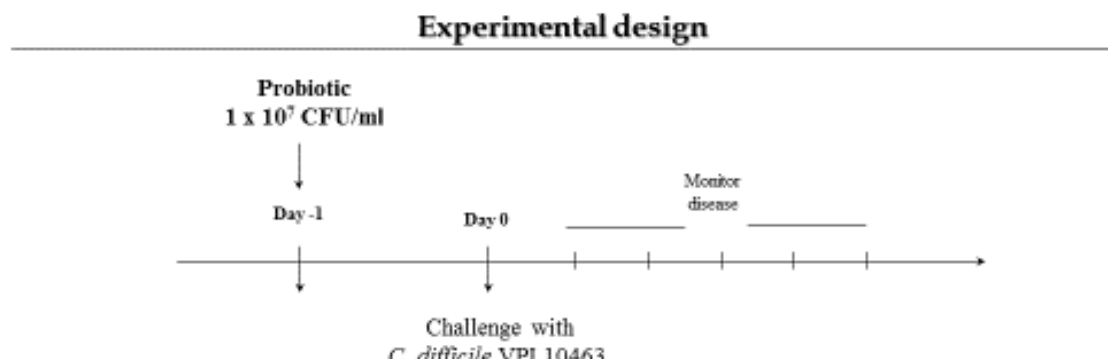 Experimental design
Probiotic
1 x 10⁷ CFU/ml
Monitor
disease
Day -1
Day 0
Challenge with
C. difficile VPI 10463